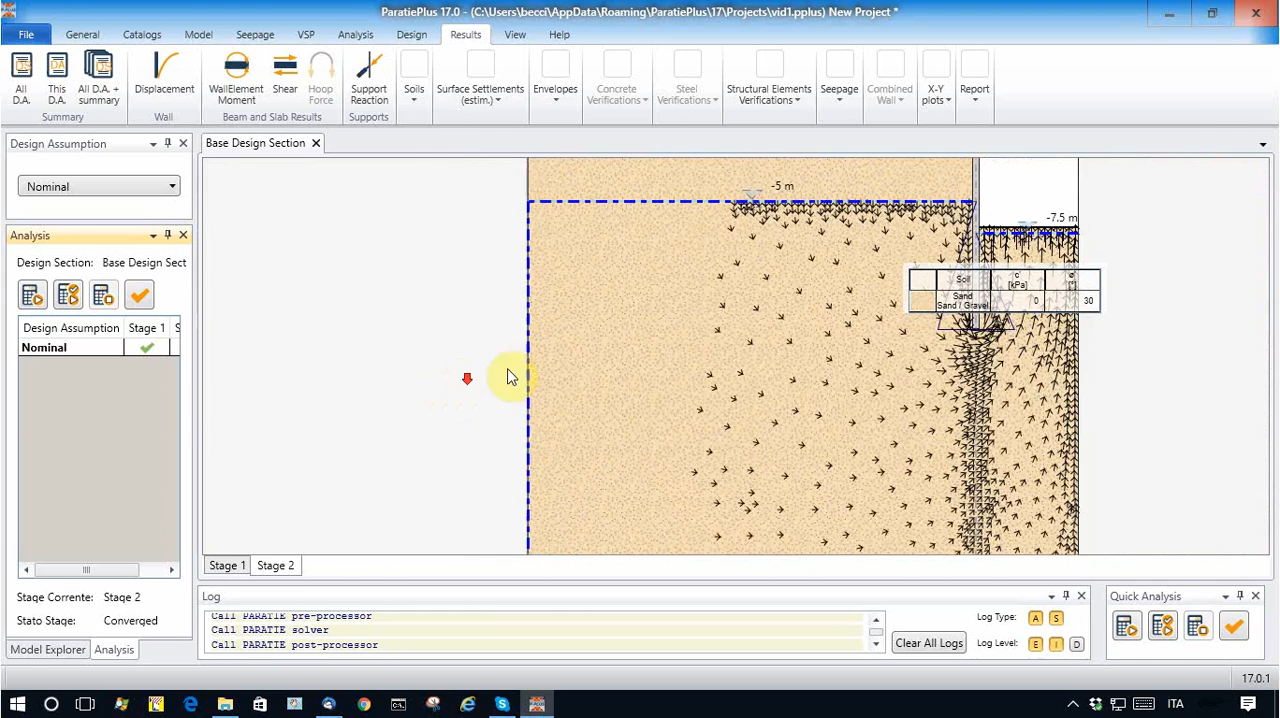 ParatiePlus 17.0 - (C:\Users\becci\AppData\Roaming\ParatiePlus\17\Projects\vid1.pplus) New Project *
File General Catalogs Model Seepage VSP Analysis Design Results View Help
All D.A.
This D.A.
All D.A. + summary
Summary
Displacement
Wall
WallElement Moment
Shear
Hoop Force
Beam and Slab Results
Support Reaction
Supports
Soils
Surface Settlements (estim.)
Envelopes
Concrete Verifications
Steel Verifications
Structural Elements Verifications
Seepage
Combined Wall
X-Y plots
Report
Design Assumption
Nominal
Analysis
Design Section: Base Design Sect
Design Assumption Stage 1 S
Nominal
Stage Corrente: Stage 2
Stato Stage: Converged
Model Explorer Analysis
Base Design Section
-5 m
-7.5 m
Soil c' [kPa] ø' [°]
Sand
Sand / Gravel 0 30
Stage 1 Stage 2
Log
Call PARATIE pre-processor
Call PARATIE solver
Call PARATIE post-processor
Clear All Logs
Log Type: A S
Log Level: E I D
Quick Analysis
17.0.1
ITA